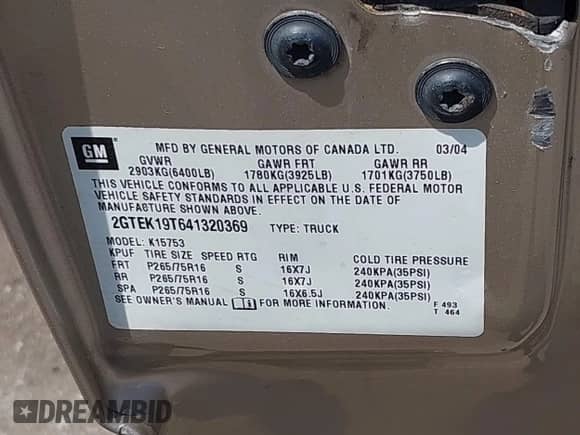 GM
MFD BY GENERAL MOTORS OF CANADA LTD. 03/04
GVWR GAWR FRT GAWR RR
2903KG(6400LB) 1780KG(3925LB) 1701KG(3750LB)
THIS VEHICLE CONFORMS TO ALL APPLICABLE U.S. FEDERAL MOTOR
VEHICLE SAFETY STANDARDS IN EFFECT ON THE DATE OF
MANUFACTURE SHOWN ABOVE.
2GTEK19T641320369 TYPE: TRUCK
MODEL: K15753
KPUF TIRE SIZE SPEED RTG RIM COLD TIRE PRESSURE
FRT P265/75R16 S 16X7J 240KPA(35PSI)
RR P265/75R16 S 16X7J 240KPA(35PSI)
SPA P265/75R16 S 16X6.5J 240KPA(35PSI)
SEE OWNER'S MANUAL FOR MORE INFORMATION.
F 493
T 464
DREAMBID